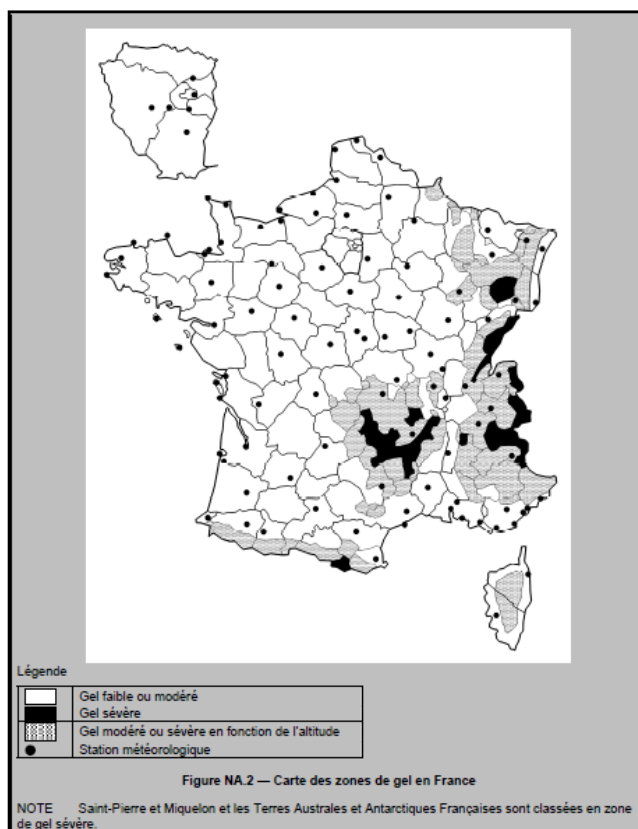 Légende
Gel faible ou modéré
Gel sévère
Gel modéré ou sévère en fonction de l'altitude
Station météorologique
Figure NA.2 — Carte des zones de gel en France
NOTE Saint-Pierre et Miquelon et les Terres Australes et Antarctiques Françaises sont classées en zone
de gel sévère.